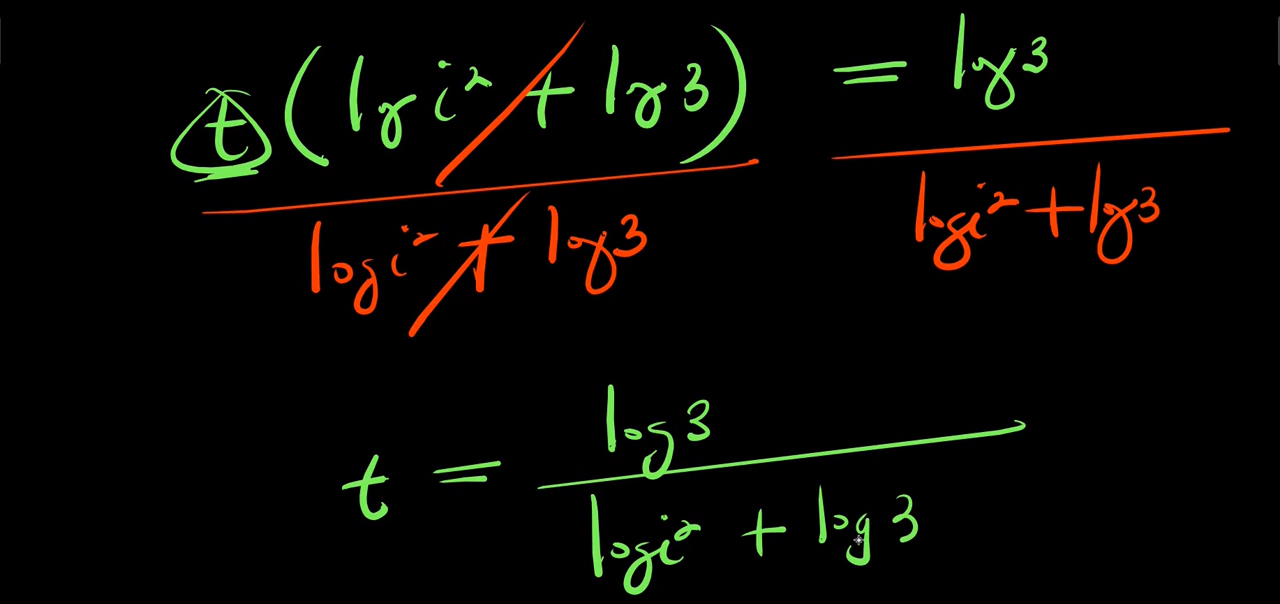 t(log i² + log 3) = log 3
log i² + log 3 log i² + log 3
t = log 3
log i² + log 3